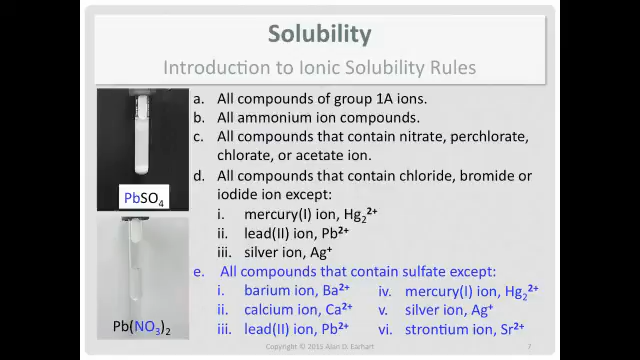 Solubility
Introduction to Ionic Solubility Rules
a. All compounds of group 1A ions.
b. All ammonium ion compounds.
c. All compounds that contain nitrate, perchlorate,
chlorate, or acetate ion.
d. All compounds that contain chloride, bromide or
iodide ion except:
i. mercury(I) ion, Hg₂²⁺
ii. lead(II) ion, Pb²⁺
iii. silver ion, Ag⁺
e. All compounds that contain sulfate except:
i. barium ion, Ba²⁺
ii. calcium ion, Ca²⁺
iii. lead(II) ion, Pb²⁺
iv. mercury(I) ion, Hg₂²⁺
v. silver ion, Ag⁺
vi. strontium ion, Sr²⁺
PbSO₄
Pb(NO₃)₂
Copyright © 2015 Alan D. Earhart
7